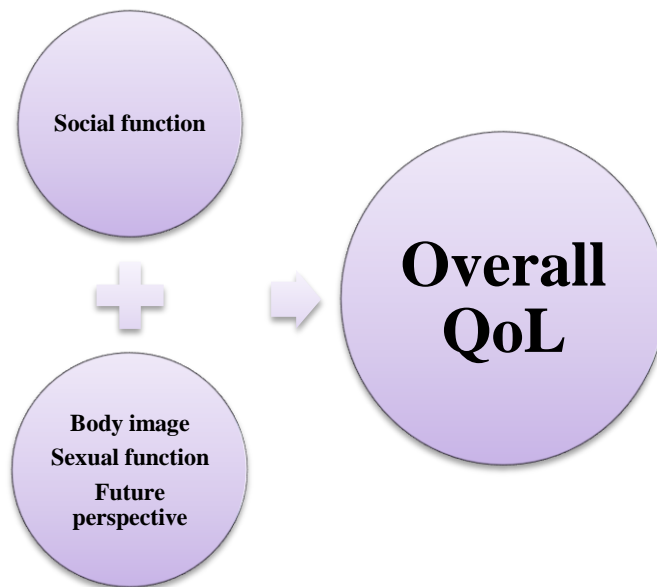 Social function
Overall
QoL
Body image
Sexual function
Future
perspective